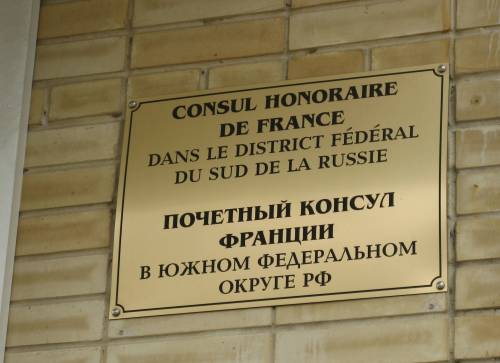 CONSUL HONORAIRE
DE FRANCE
DANS LE DISTRICT FÉDÉRAL
DU SUD DE LA RUSSIE
ПОЧЕТНЫЙ КОНСУЛ
ФРАНЦИИ
В ЮЖНОМ ФЕДЕРАЛЬНОМ
ОКРУГЕ РФ